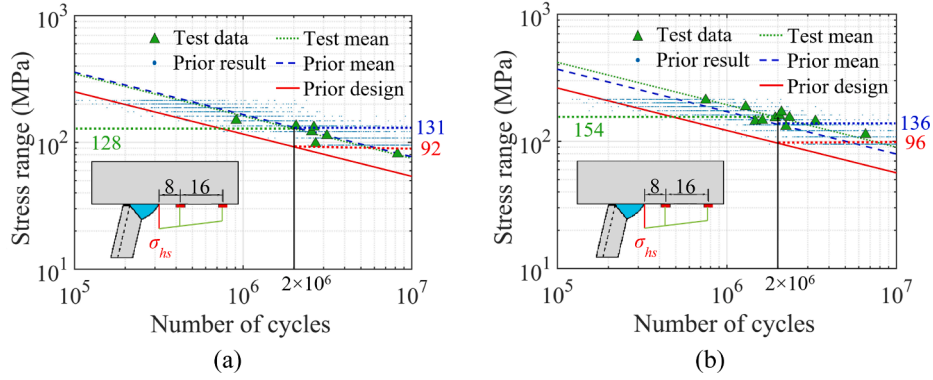 Stress range (MPa)
10³
10²
10¹
Test data
Test mean
Prior result
Prior mean
Prior design
128
131
92
8
16
σhs
10⁵
10⁶
2×10⁶
10⁷
Number of cycles
(a)
Stress range (MPa)
10³
10²
10¹
Test data
Test mean
Prior result
Prior mean
Prior design
154
136
96
8
16
σhs
10⁵
10⁶
2×10⁶
10⁷
Number of cycles
(b)